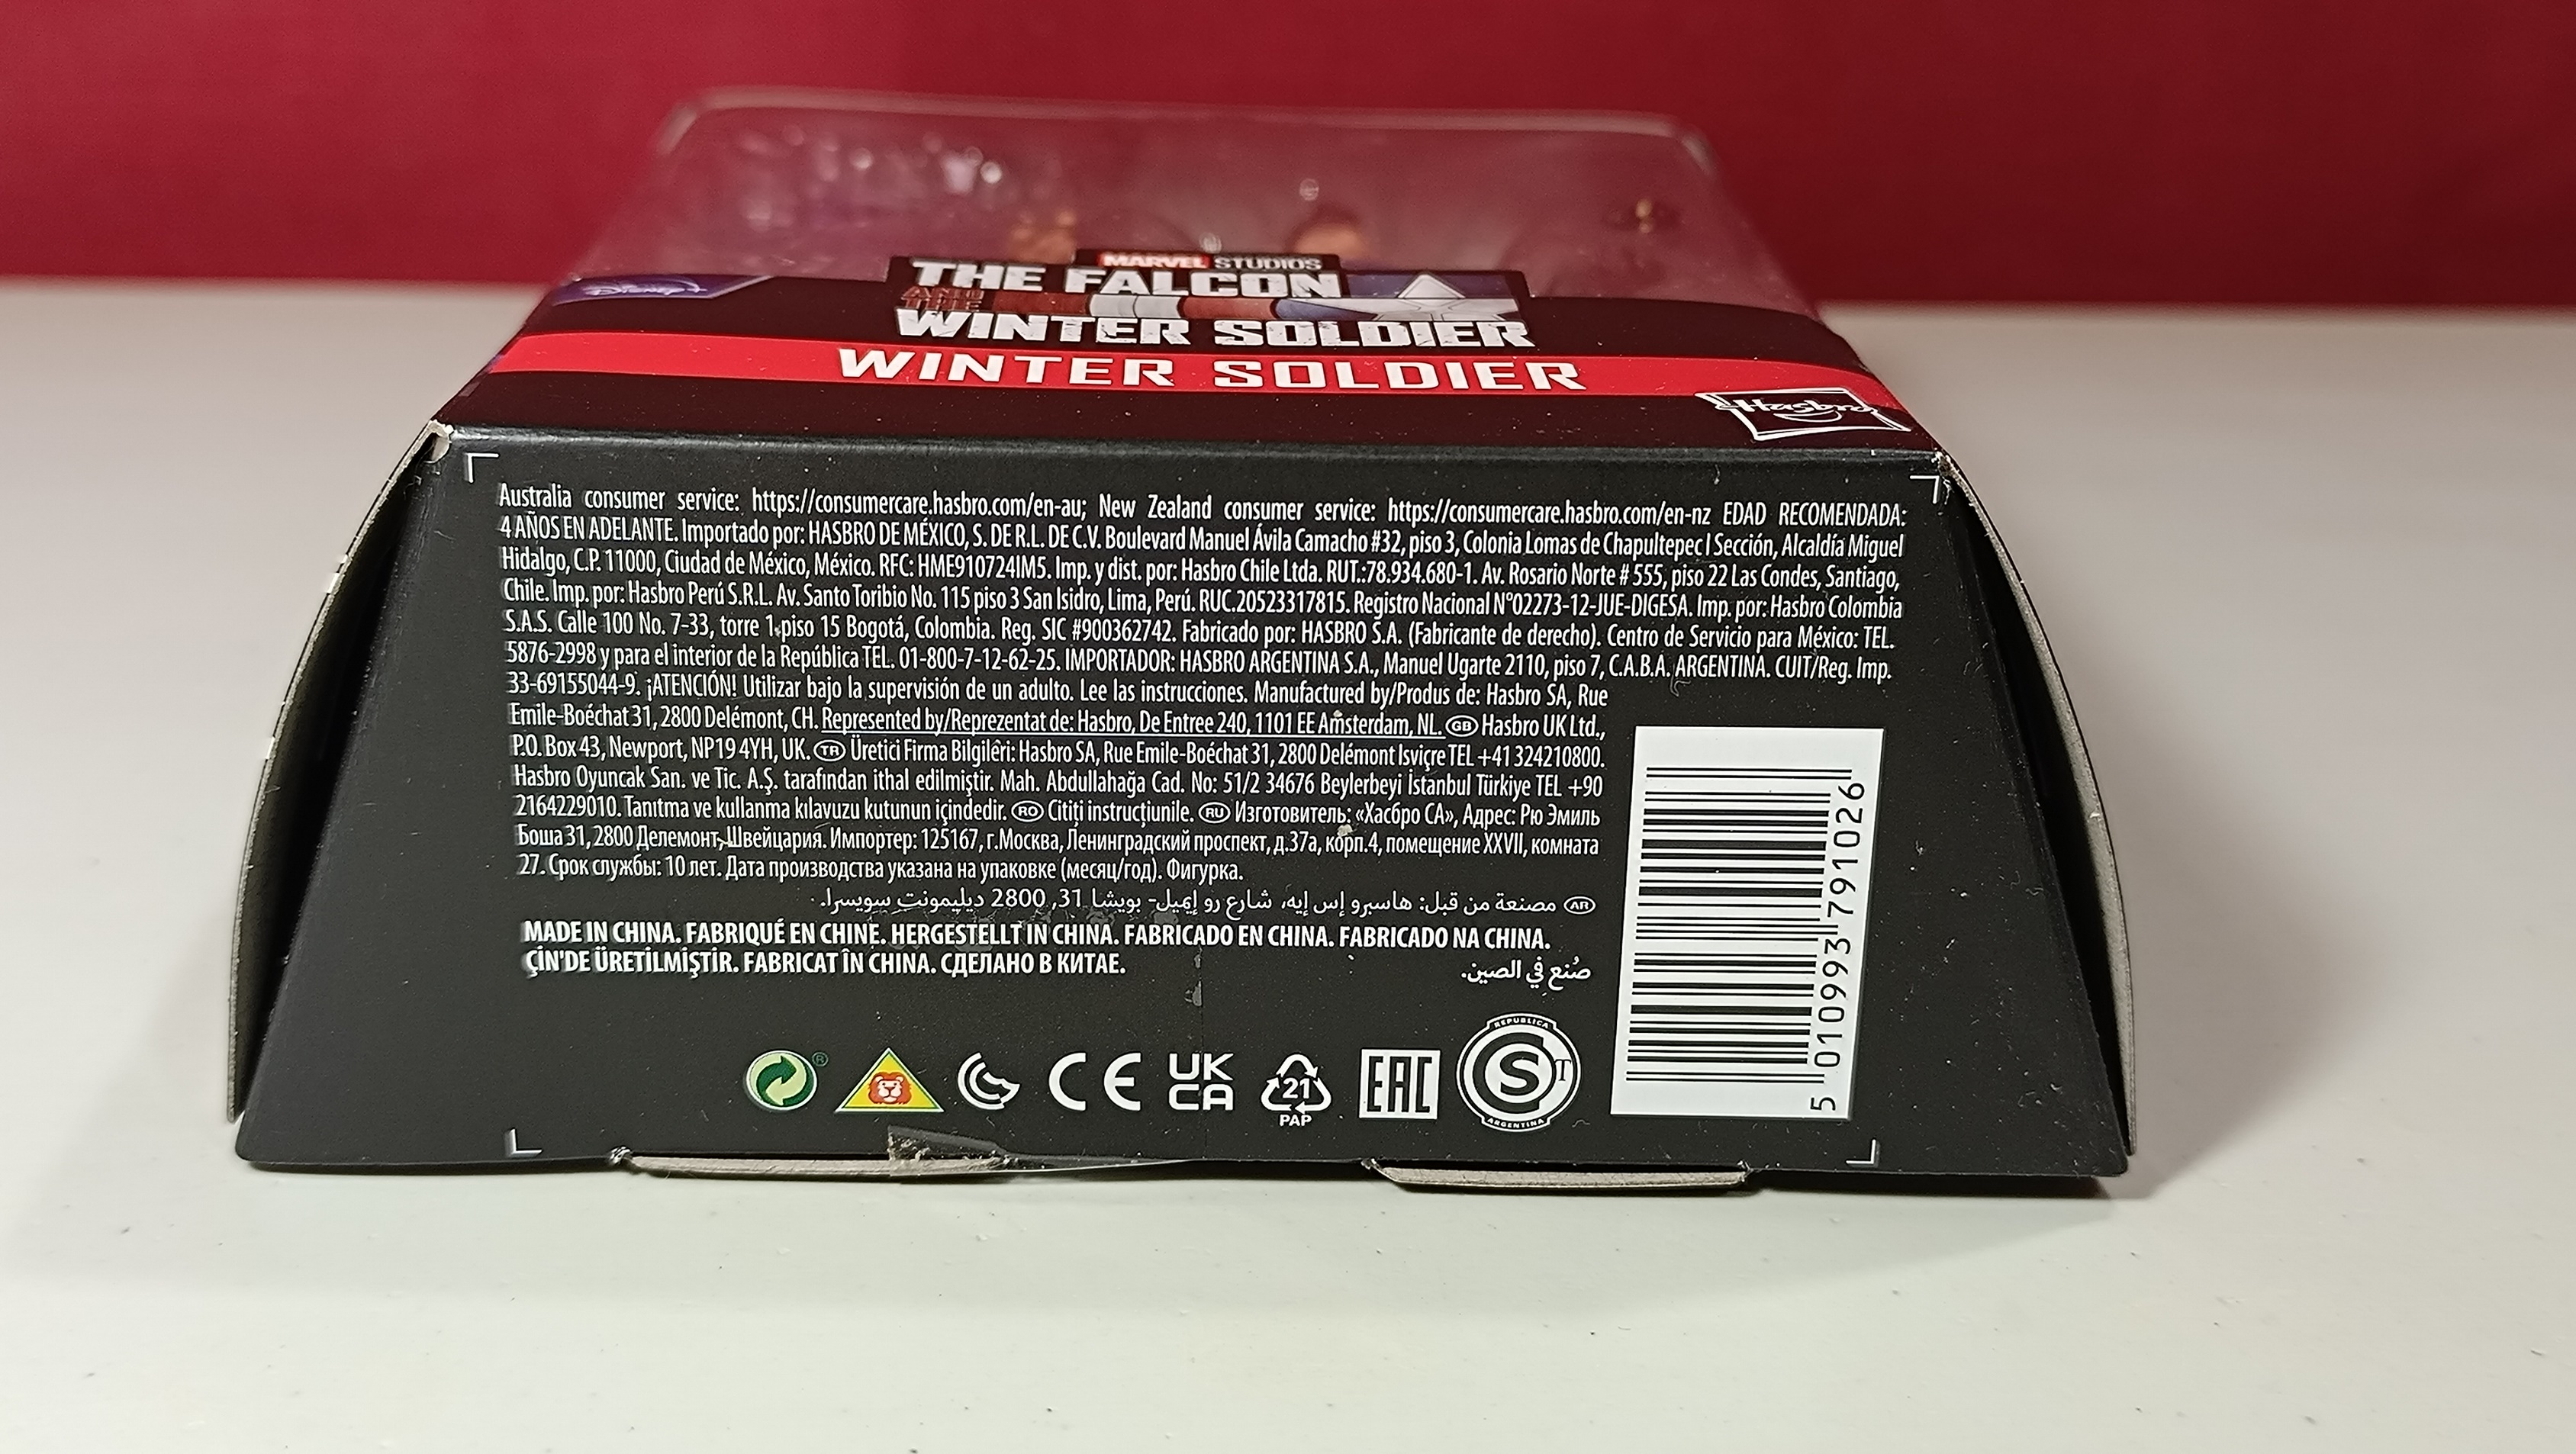 MARVEL STUDIOS
Disney+
THE FALCON
AND THE
WINTER SOLDIER
WINTER SOLDIER
Hasbro
Australia consumer service: https://consumercare.hasbro.com/en-au; New Zealand consumer service: https://consumercare.hasbro.com/en-nz EDAD RECOMENDADA:
4 AÑOS EN ADELANTE. Importado por: HASBRO DE MÉXICO, S. DE R.L. DE C.V. Boulevard Manuel Ávila Camacho #32, piso 3, Colonia Lomas de Chapultepec I Sección, Alcaldía Miguel
Hidalgo, C.P. 11000, Ciudad de México, México. RFC: HME910724IM5. Imp. y dist. por: Hasbro Chile Ltda. RUT.:78.934.680-1. Av. Rosario Norte # 555, piso 22 Las Condes, Santiago,
Chile. Imp. por: Hasbro Perú S.R.L. Av. Santo Toribio No. 115 piso 3 San Isidro, Lima, Perú. RUC.20523317815. Registro Nacional N°02273-12-JUE-DIGESA. Imp. por: Hasbro Colombia
S.A.S. Calle 100 No. 7-33, torre 1 piso 15 Bogotá, Colombia. Reg. SIC #900362742. Fabricado por: HASBRO S.A. (Fabricante de derecho). Centro de Servicio para México: TEL.
5876-2998 y para el interior de la República TEL. 01-800-7-12-62-25. IMPORTADOR: HASBRO ARGENTINA S.A., Manuel Ugarte 2110, piso 7, C.A.B.A. ARGENTINA. CUIT/Reg. Imp.
33-69155044-9. ¡ATENCIÓN! Utilizar bajo la supervisión de un adulto. Lee las instrucciones. Manufactured by/Produs de: Hasbro SA, Rue
Emile-Boéchat 31, 2800 Delémont, CH. Represented by/Reprezentat de: Hasbro, De Entree 240, 1101 EE Amsterdam, NL. GB Hasbro UK Ltd.,
P.O. Box 43, Newport, NP19 4YH, UK. TR Üretici Firma Bilgileri: Hasbro SA, Rue Emile-Boéchat 31, 2800 Delémont Isviçre TEL +41 324210800.
Hasbro Oyuncak San. ve Tic. A.Ş. tarafından ithal edilmiştir. Mah. Abdullahağa Cad. No: 51/2 34676 Beylerbeyi İstanbul Türkiye TEL +90
2164229010. Tanıtma ve kullanma kılavuzu kutunun içindedir. RO Citiți instrucțiunile. RU Изготовитель: «Хасбро СА», Адрес: Рю Эмиль
Боша 31, 2800 Делемонт, Швейцария. Импортер: 125167, г.Москва, Ленинградский проспект, д.37а, корп.4, помещение XXVII, комната
27. Срок службы: 10 лет. Дата производства указана на упаковке (месяц/год). Фигурка.
AR مصنعة من قبل: هاسبرو إس إيه، شارع رو إيميل- بويشا 31, 2800 ديليمونت سويسرا.
MADE IN CHINA. FABRIQUÉ EN CHINE. HERGESTELLT IN CHINA. FABRICADO EN CHINA. FABRICADO NA CHINA.
ÇİN'DE ÜRETİLMİŞTİR. FABRICAT ÎN CHINA. СДЕЛАНО В КИТАЕ. صُنع في الصين.
® CE UK CA 21 PAP EAC REPUBLICA S T ARGENTINA
5 010993 791026